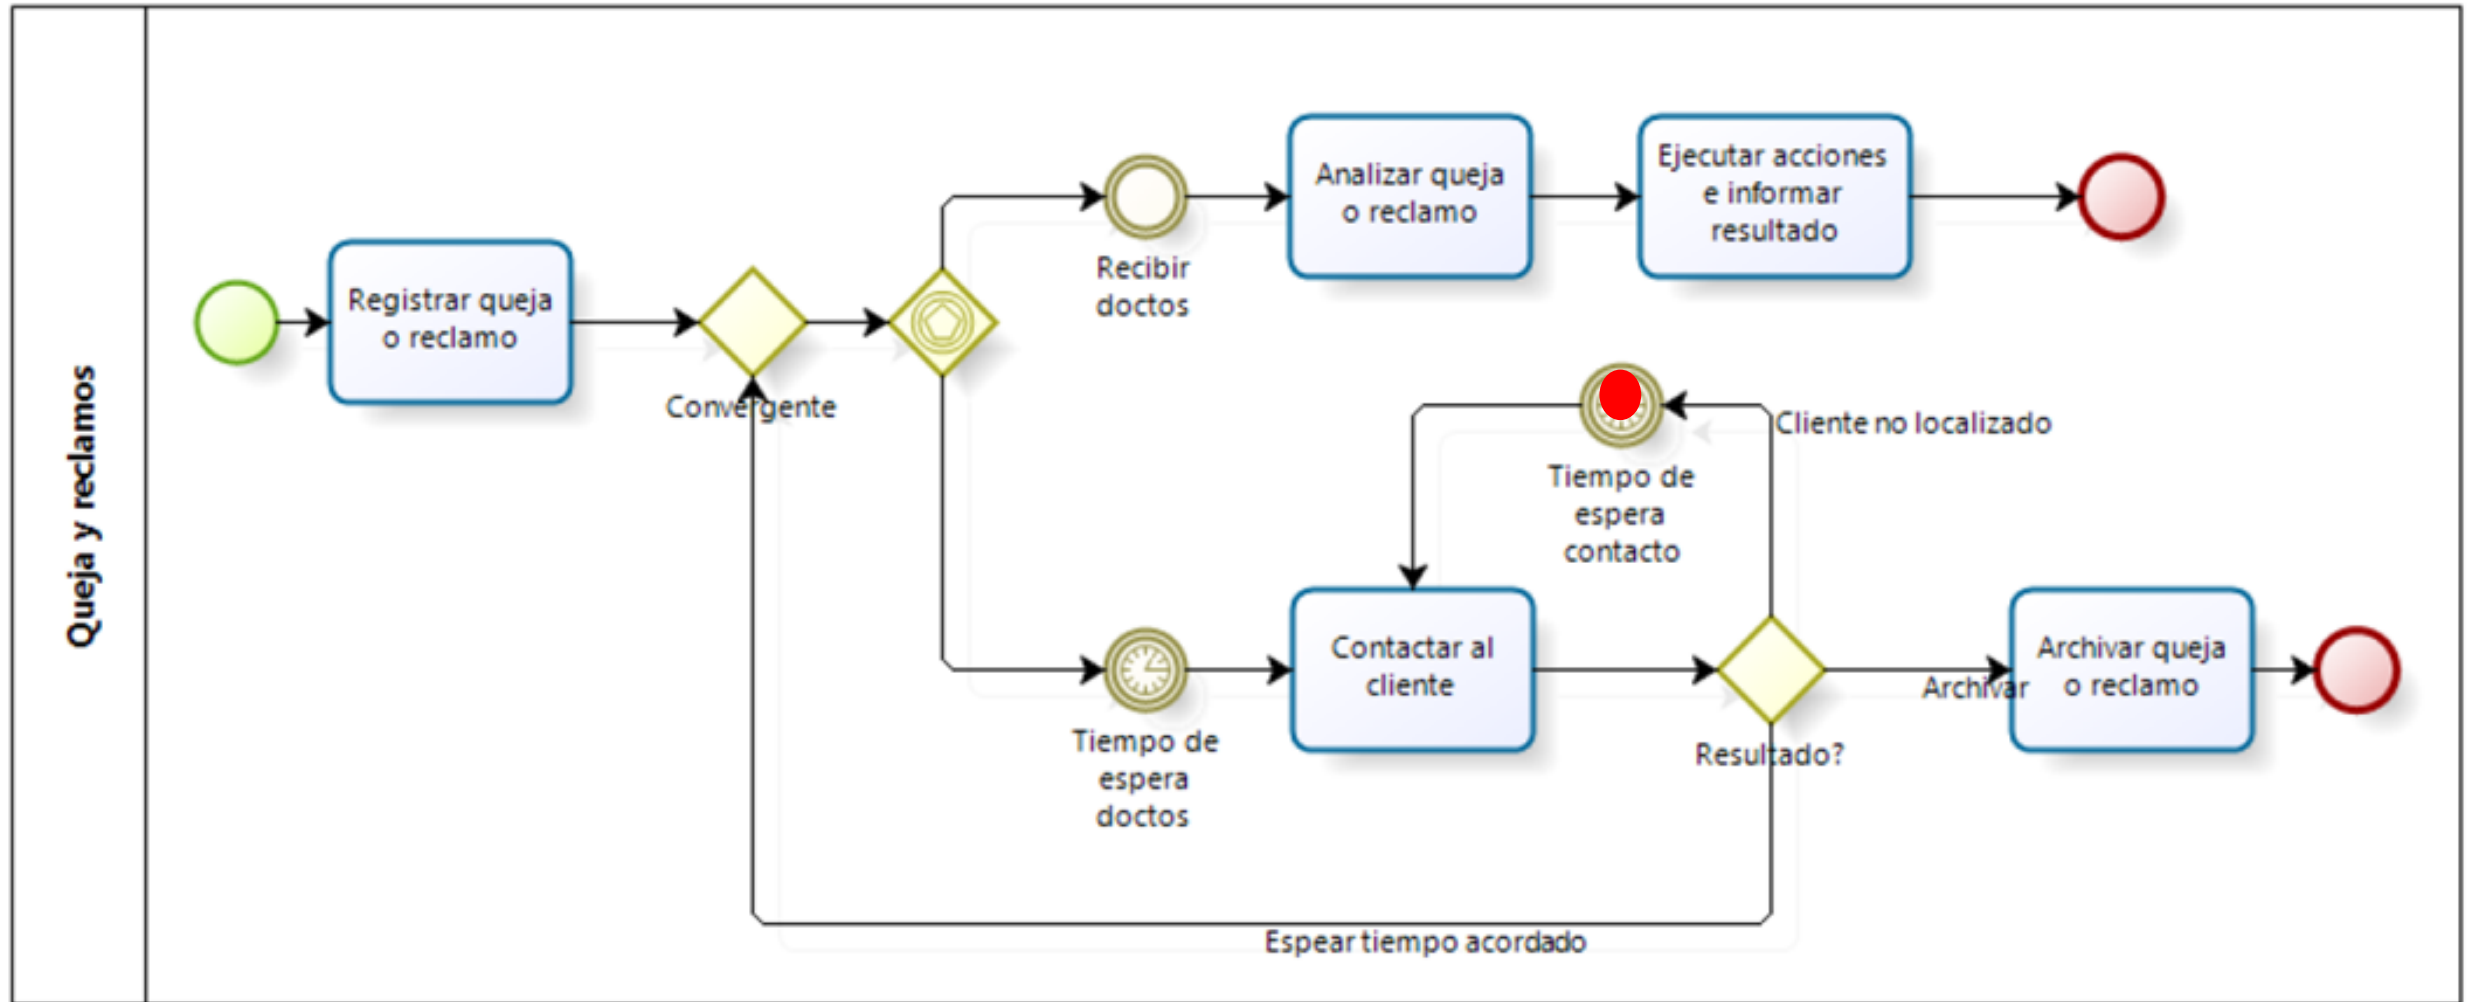 Queja y reclamos
Registrar queja
o reclamo
Convergente
Recibir
doctos
Analizar queja
o reclamo
Ejecutar acciones
e informar
resultado
Cliente no localizado
Tiempo de
espera
contacto
Tiempo de
espera
doctos
Contactar al
cliente
Resultado?
Archivar
Archivar queja
o reclamo
Espear tiempo acordado